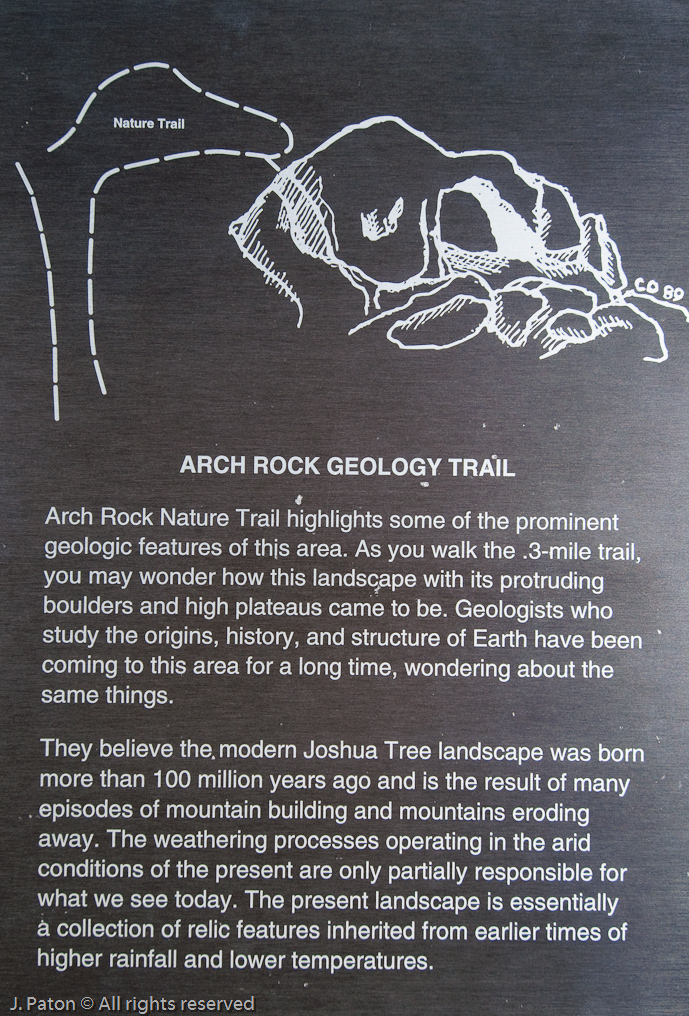 Nature Trail
CO 89
ARCH ROCK GEOLOGY TRAIL
Arch Rock Nature Trail highlights some of the prominent
geologic features of this area. As you walk the .3-mile trail,
you may wonder how this landscape with its protruding
boulders and high plateaus came to be. Geologists who
study the origins, history, and structure of Earth have been
coming to this area for a long time, wondering about the
same things.
They believe the modern Joshua Tree landscape was born
more than 100 million years ago and is the result of many
episodes of mountain building and mountains eroding
away. The weathering processes operating in the arid
conditions of the present are only partially responsible for
what we see today. The present landscape is essentially
a collection of relic features inherited from earlier times of
higher rainfall and lower temperatures.
J. Paton © All rights reserved